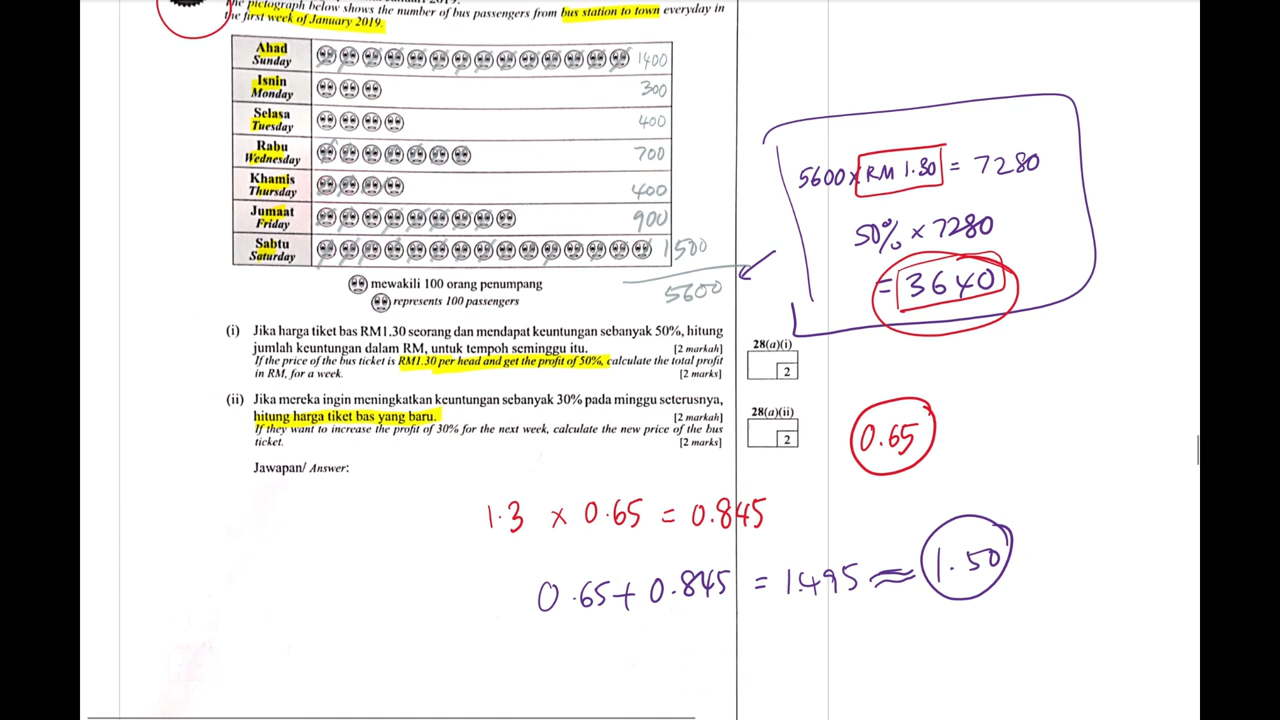 The pictograph below shows the number of bus passengers from bus station to town everyday in
the first week of January 2019.
Ahad
Sunday
1400
Isnin
Monday
300
Selasa
Tuesday
400
Rabu
Wednesday
700
Khamis
Thursday
400
Jumaat
Friday
900
Sabtu
Saturday
1500
mewakili 100 orang penumpang
represents 100 passengers
5600
(i) Jika harga tiket bas RM1.30 seorang dan mendapat keuntungan sebanyak 50%, hitung
jumlah keuntungan dalam RM, untuk tempoh seminggu itu. [2 markah]
If the price of the bus ticket is RM1.30 per head and get the profit of 50%, calculate the total profit
in RM, for a week. [2 marks]
28(a)(i)
2
(ii) Jika mereka ingin meningkatkan keuntungan sebanyak 30% pada minggu seterusnya,
hitung harga tiket bas yang baru. [2 markah]
If they want to increase the profit of 30% for the next week, calculate the new price of the bus
ticket. [2 marks]
28(a)(ii)
2
Jawapan/ Answer:
5600 × RM 1.30 = 7280
50% × 7280
= 3640
0.65
1.3 × 0.65 = 0.845
0.65 + 0.845 = 1.495 ≈ 1.50